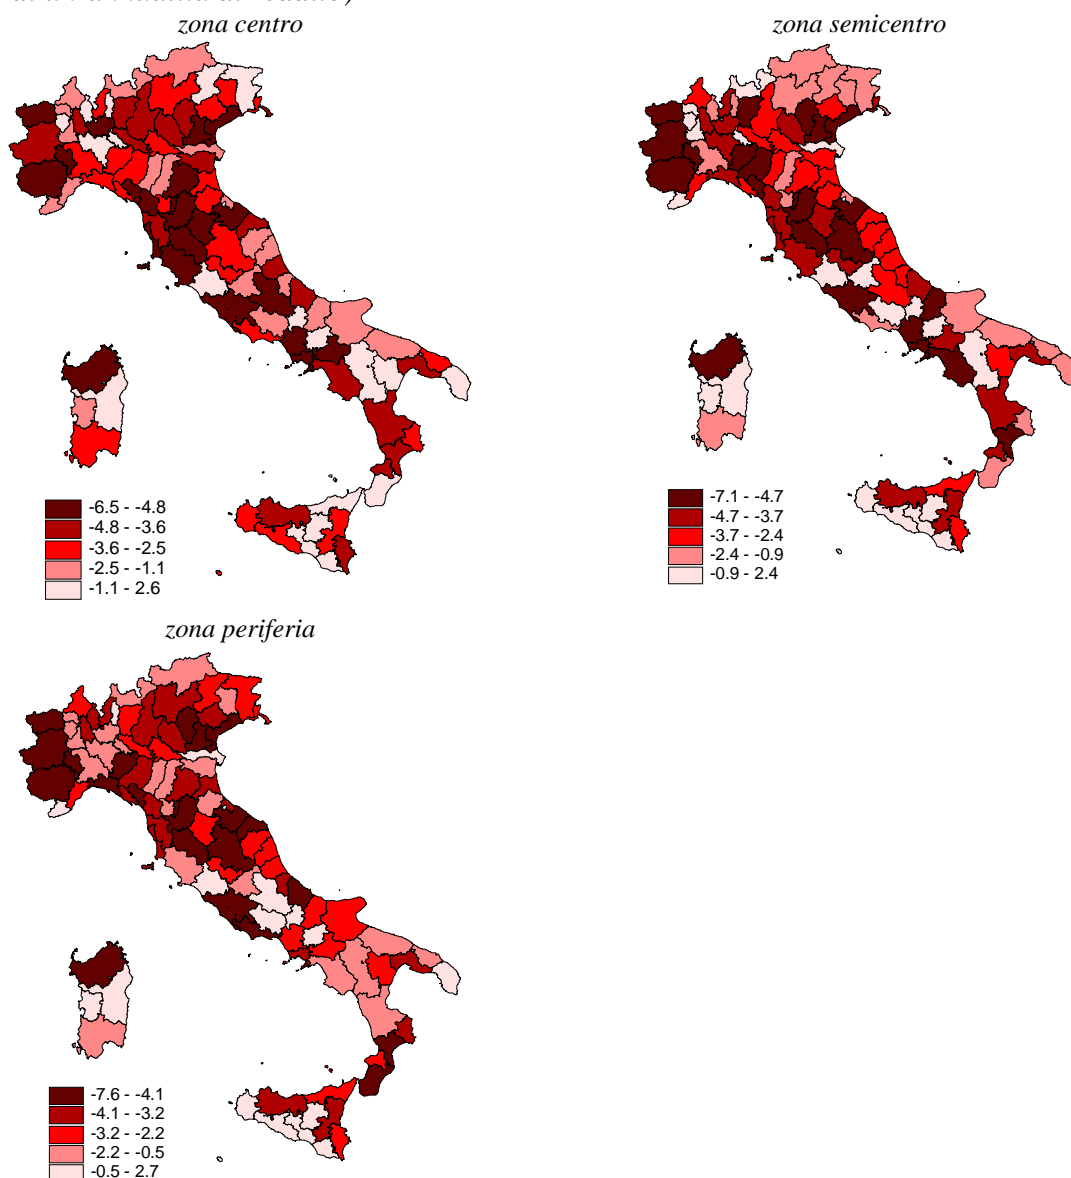 zona centro
zona semicentro
-6.5 - -4.8
-4.8 - -3.6
-3.6 - -2.5
-2.5 - -1.1
-1.1 - 2.6
-7.1 - -4.7
-4.7 - -3.7
-3.7 - -2.4
-2.4 - -0.9
-0.9 - 2.4
zona periferia
-7.6 - -4.1
-4.1 - -3.2
-3.2 - -2.2
-2.2 - -0.5
-0.5 - 2.7